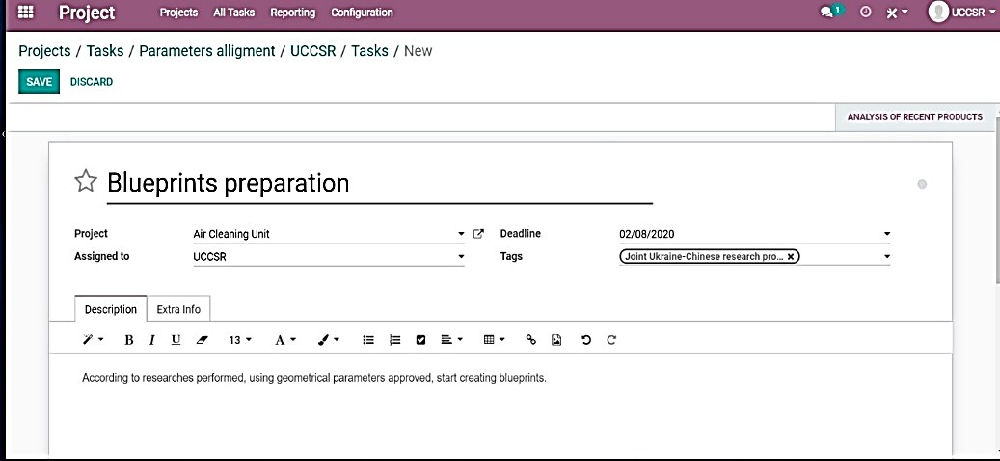 Project Projects All Tasks Reporting Configuration 1 UCCSR
Projects / Tasks / Parameters alligment / UCCSR / Tasks / New
SAVE DISCARD
ANALYSIS OF RECENT PRODUCTS
Blueprints preparation
Project Air Cleaning Unit Deadline 02/08/2020
Assigned to UCCSR Tags Joint Ukraine-Chinese research pro... ×
Description Extra Info
B I U 13 A
According to researches performed, using geometrical parameters approved, start creating blueprints.